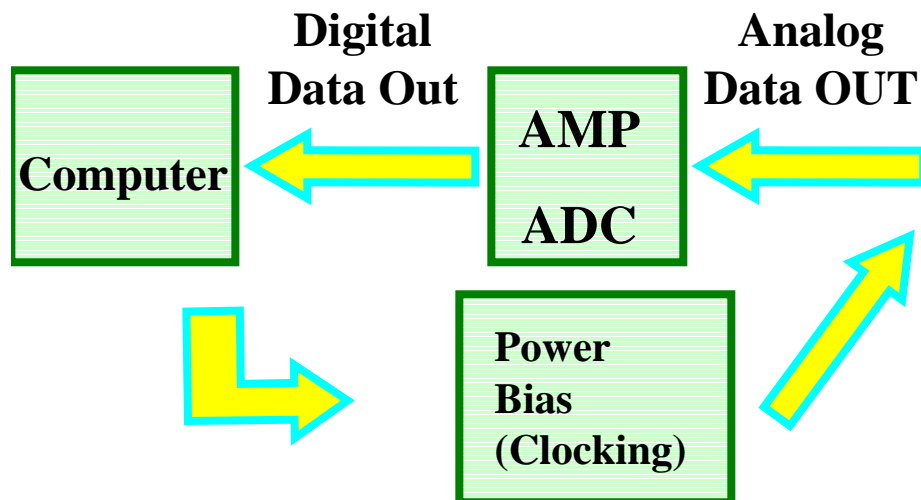 Digital
Data Out
Analog
Data OUT
Computer
AMP
ADC
Power
Bias
(Clocking)